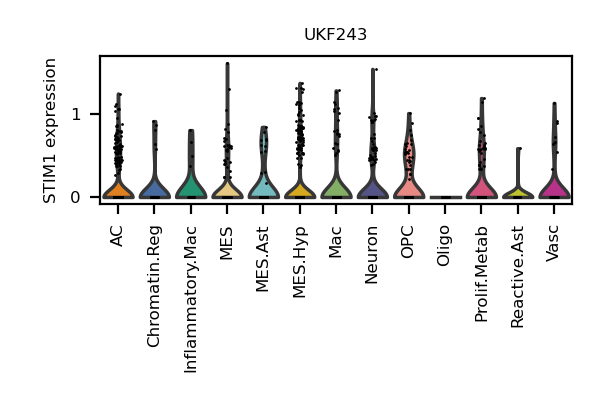 UKF243
STIM1 expression
1
0
AC
Chromatin.Reg
Inflammatory.Mac
MES
MES.Ast
MES.Hyp
Mac
Neuron
OPC
Oligo
Prolif.Metab
Reactive.Ast
Vasc